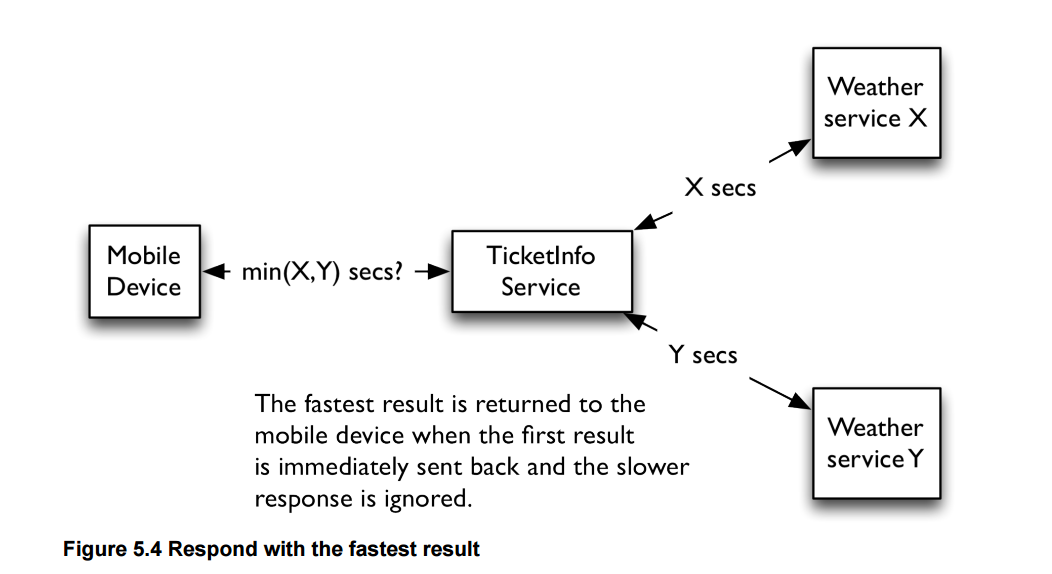 Weather
service X
X secs
Mobile
Device
min(X,Y) secs?
TicketInfo
Service
Y secs
Weather
service Y
The fastest result is returned to the
mobile device when the first result
is immediately sent back and the slower
response is ignored.
Figure 5.4 Respond with the fastest result